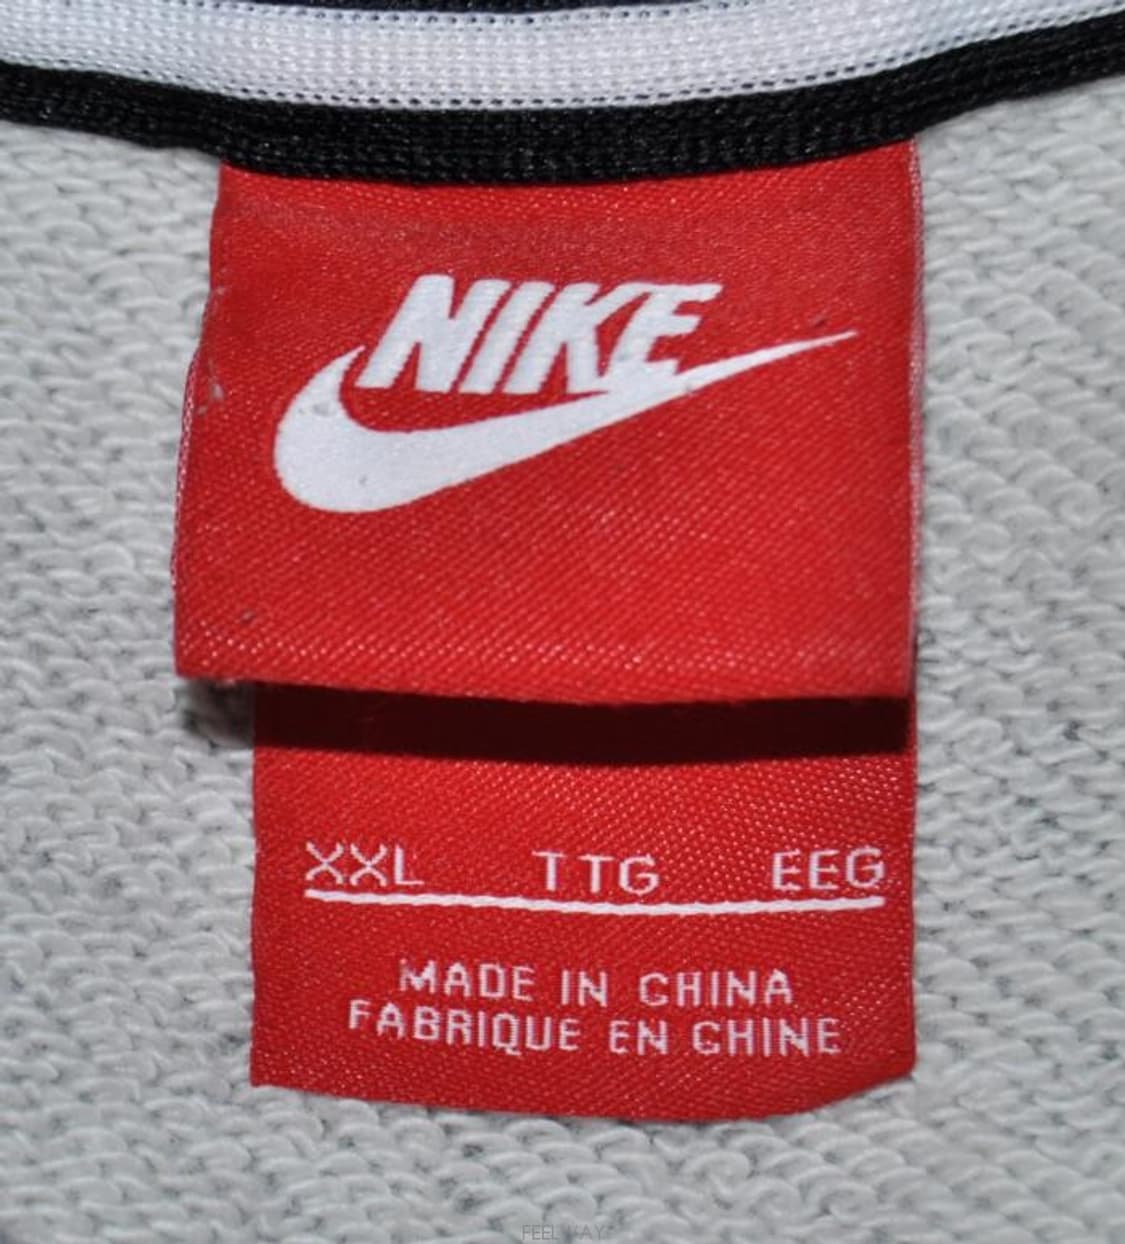 NIKE
XXL TTG EEG
MADE IN CHINA
FABRIQUE EN CHINE